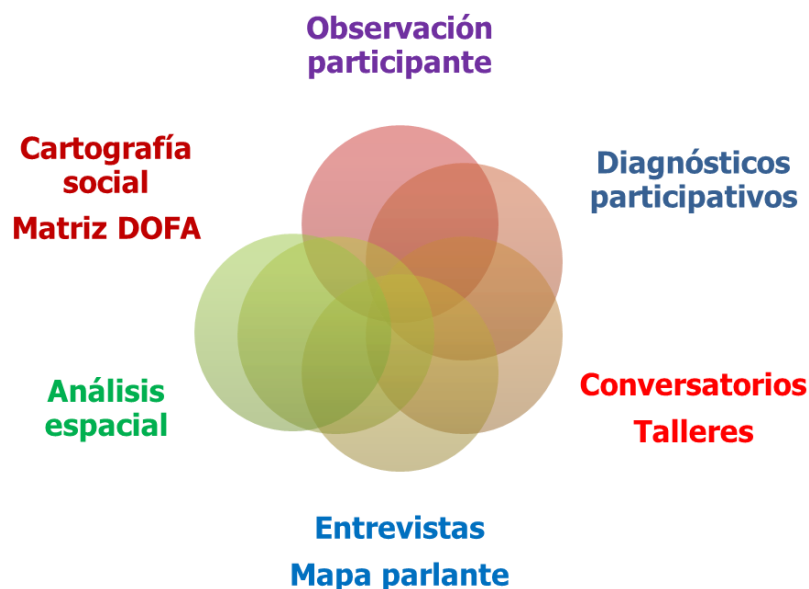 Observación
participante
Cartografía
social
Matriz DOFA
Diagnósticos
participativos
Análisis
espacial
Conversatorios
Talleres
Entrevistas
Mapa parlante